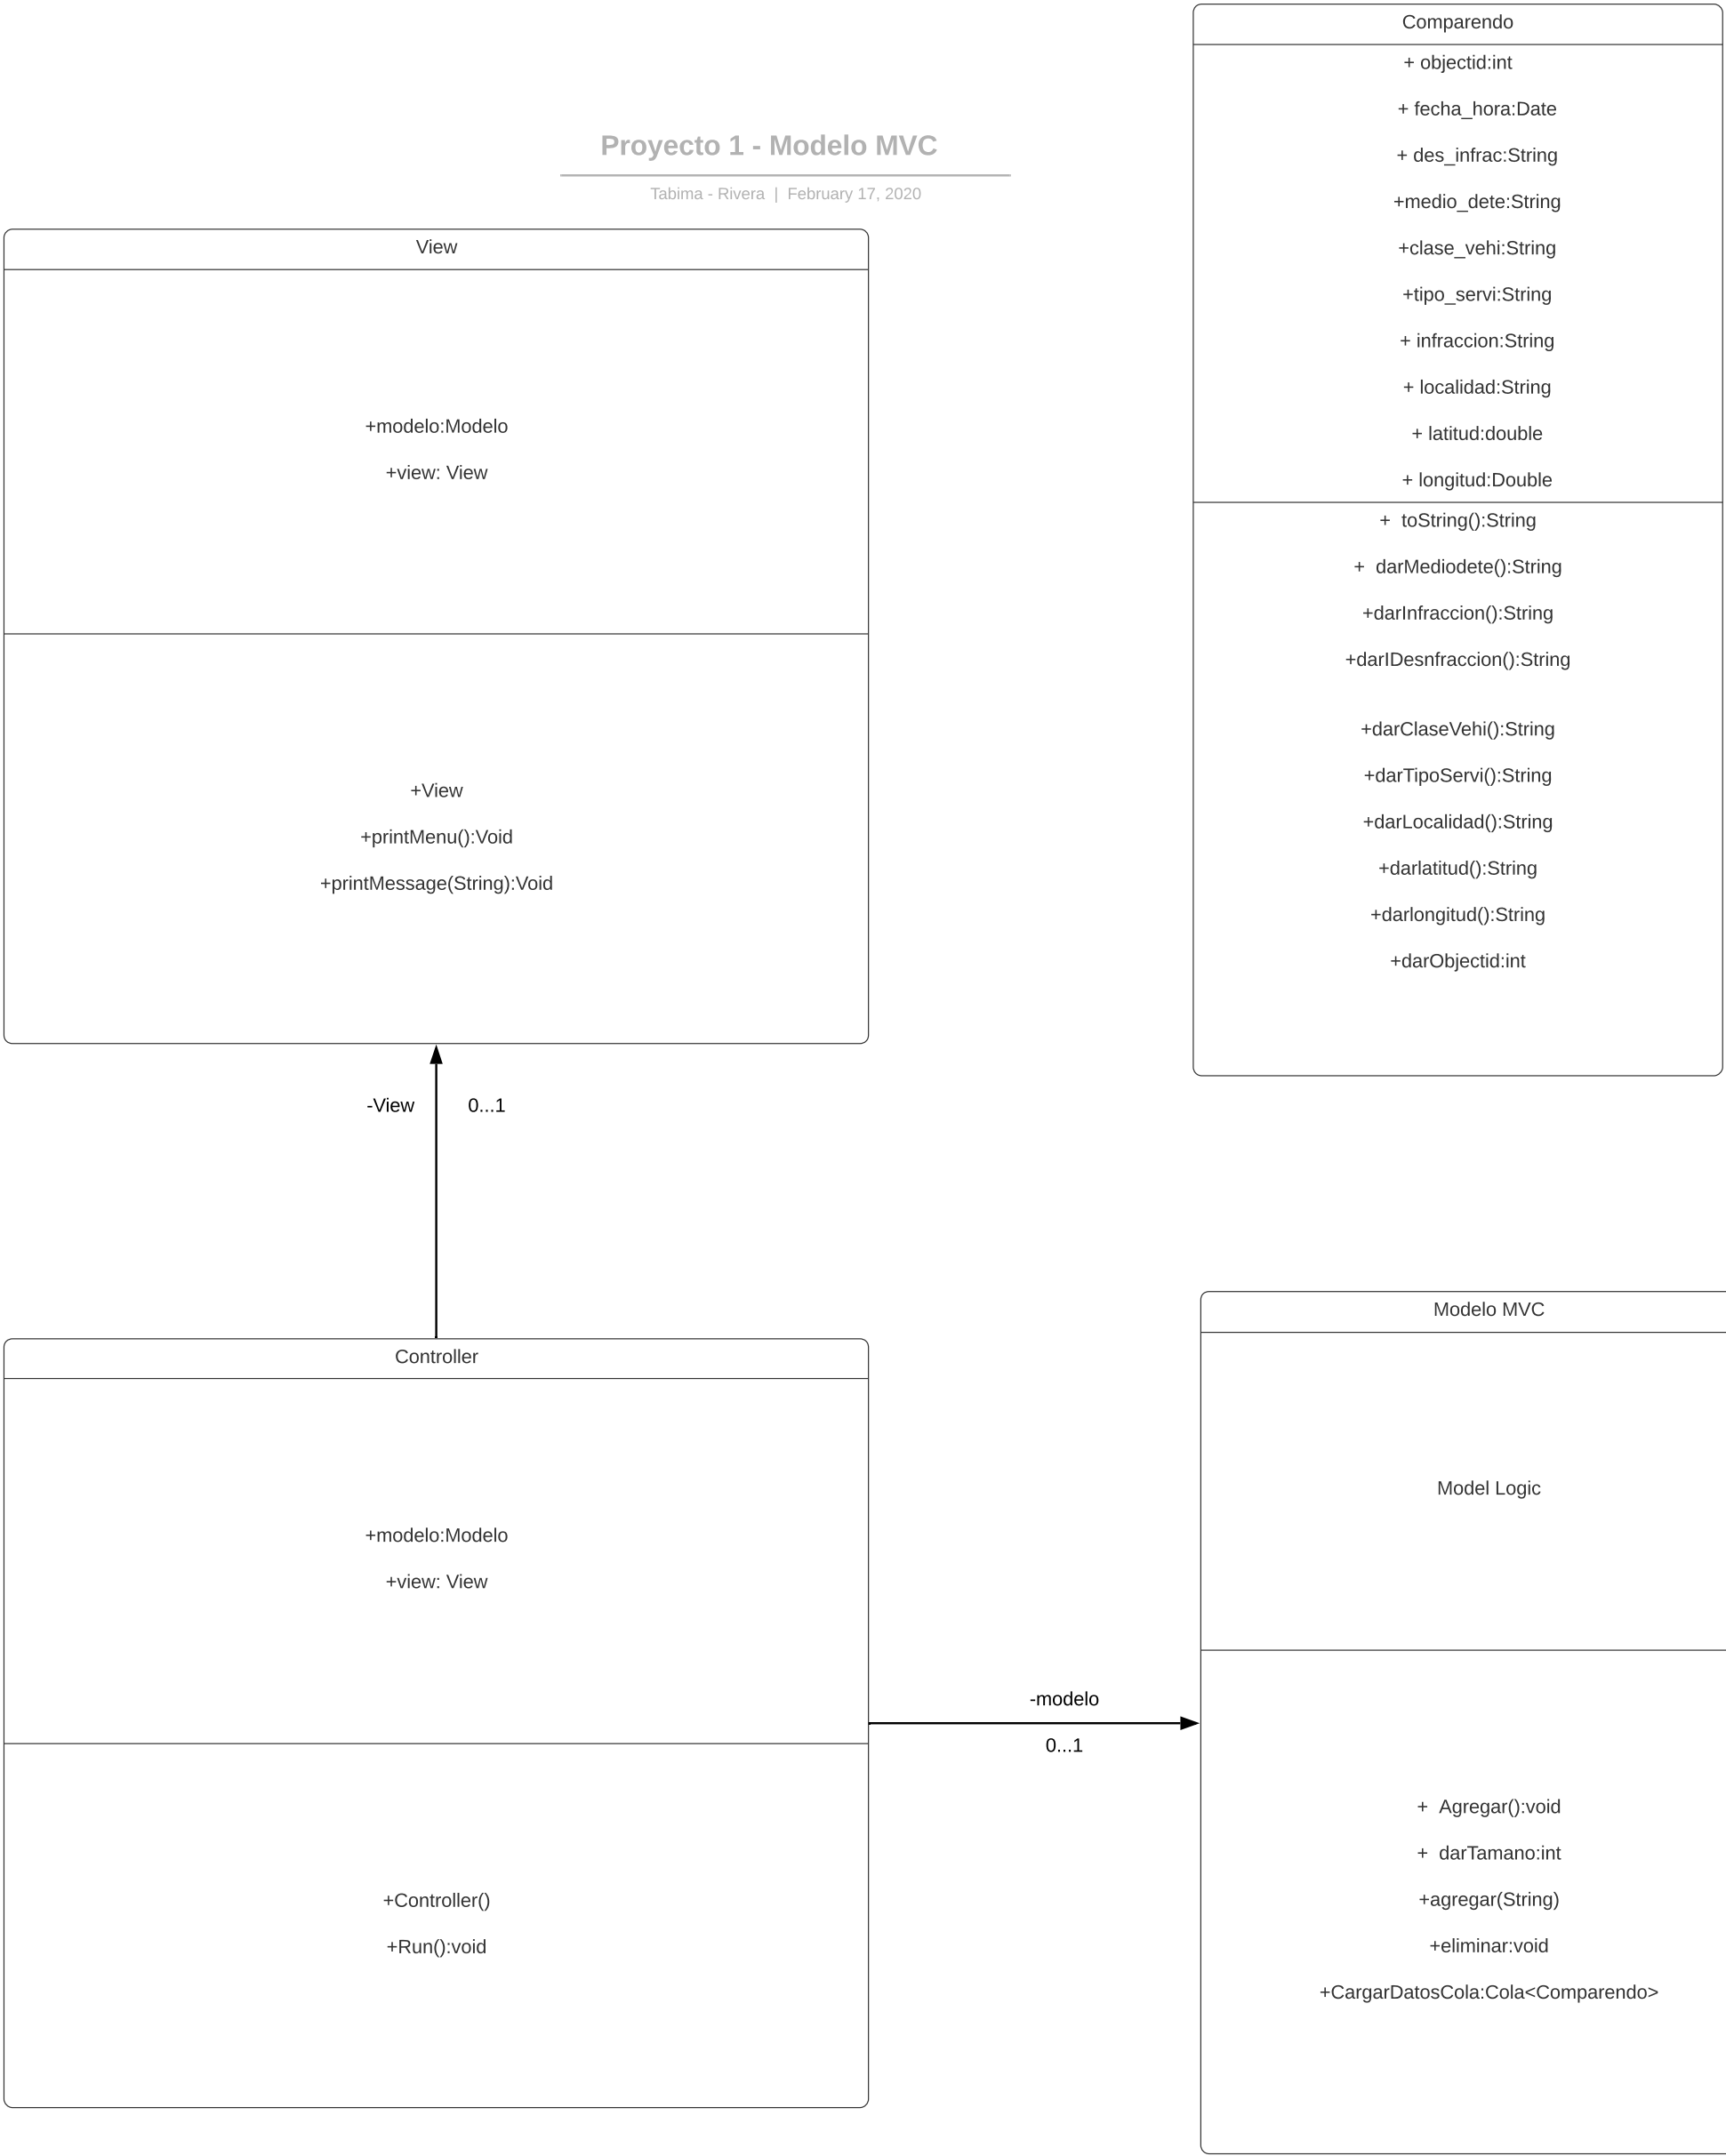 Proyecto 1 - Modelo MVC
Tabima - Rivera | February 17, 2020
View
+modelo:Modelo
+view: View
+View
+printMenu():Void
+printMessage(String):Void
-View
0...1
Controller
+modelo:Modelo
+view: View
+Controller()
+Run():void
-modelo
0...1
Comparendo
+ objectid:int
+ fecha_hora:Date
+ des_infrac:String
+medio_dete:String
+clase_vehi:String
+tipo_servi:String
+ infraccion:String
+ localidad:String
+ latitud:double
+ longitud:Double
+ toString():String
+ darMediodete():String
+darInfraccion():String
+darIDesnfraccion():String
+darClaseVehi():String
+darTipoServi():String
+darLocalidad():String
+darlatitud():String
+darlongitud():String
+darObjectid:int
Modelo MVC
Model Logic
+ Agregar():void
+ darTamano:int
+agregar(String)
+eliminar:void
+CargarDatosCola:Cola<Comparendo>